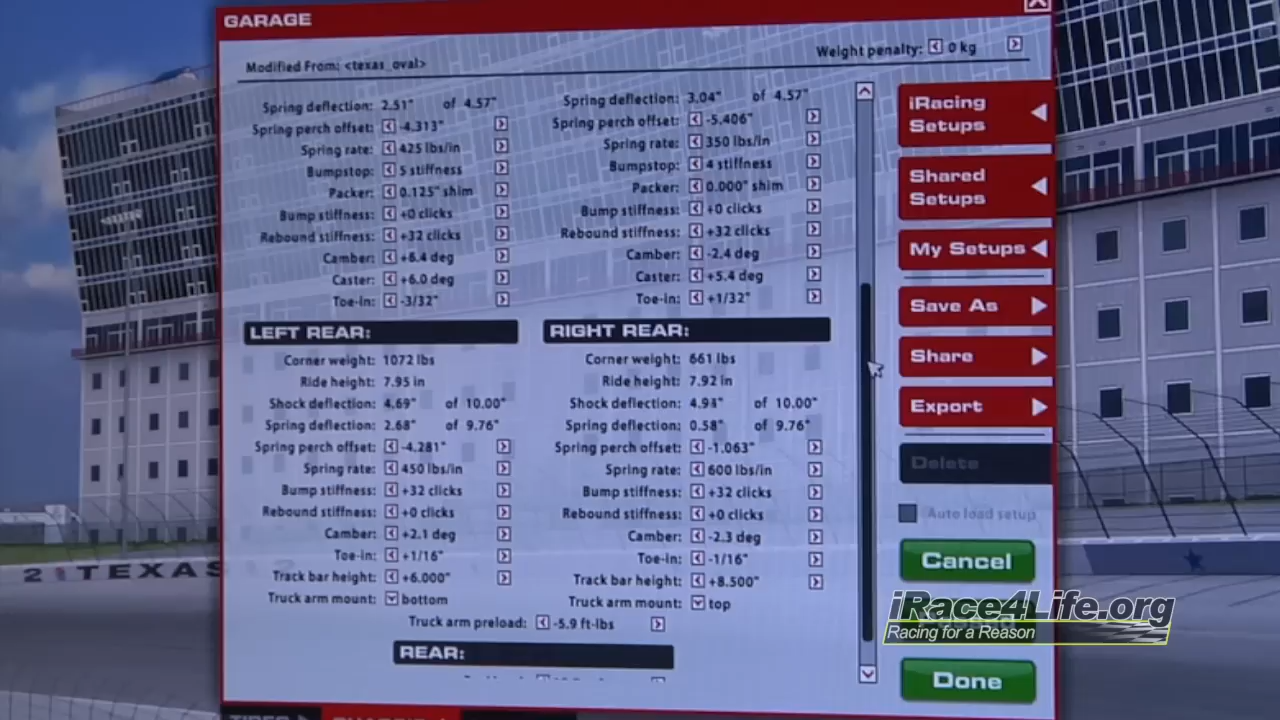 GARAGE
Weight penalty: 0 kg
Modified From: <texas_oval>
Spring deflection: 2.51" of 4.57"
Spring perch offset: -4.313"
Spring rate: 425 lbs/in
Bumpstop: 5 stiffness
Packer: 0.125" shim
Bump stiffness: +0 clicks
Rebound stiffness: +32 clicks
Camber: +6.4 deg
Caster: +6.0 deg
Toe-in: -3/32"
Spring deflection: 3.04" of 4.57"
Spring perch offset: -5.406"
Spring rate: 350 lbs/in
Bumpstop: 4 stiffness
Packer: 0.000" shim
Bump stiffness: +0 clicks
Rebound stiffness: +32 clicks
Camber: -2.4 deg
Caster: +5.4 deg
Toe-in: +1/32"
LEFT REAR:
Corner weight: 1072 lbs
Ride height: 7.95 in
Shock deflection: 4.69" of 10.00"
Spring deflection: 2.68" of 9.76"
Spring perch offset: -4.281"
Spring rate: 450 lbs/in
Bump stiffness: +32 clicks
Rebound stiffness: +0 clicks
Camber: +2.1 deg
Toe-in: +1/16"
Track bar height: +6.000"
Truck arm mount: bottom
RIGHT REAR:
Corner weight: 661 lbs
Ride height: 7.92 in
Shock deflection: of 10.00"
Spring deflection: 0.58" of 9.76"
Spring perch offset: -1.063"
Spring rate: 600 lbs/in
Bump stiffness: +32 clicks
Rebound stiffness: +0 clicks
Camber: -2.3 deg
Toe-in: -1/16"
Track bar height: +8.500"
Truck arm mount: top
Truck arm preload: -5.9 ft-lbs
REAR:
iRacing
Setups
Shared
Setups
My Setups
Save As
Share
Export
Delete
Auto load setup
Cancel
Done
iRace4Life.org
Racing for a Reason
2 TEXAS